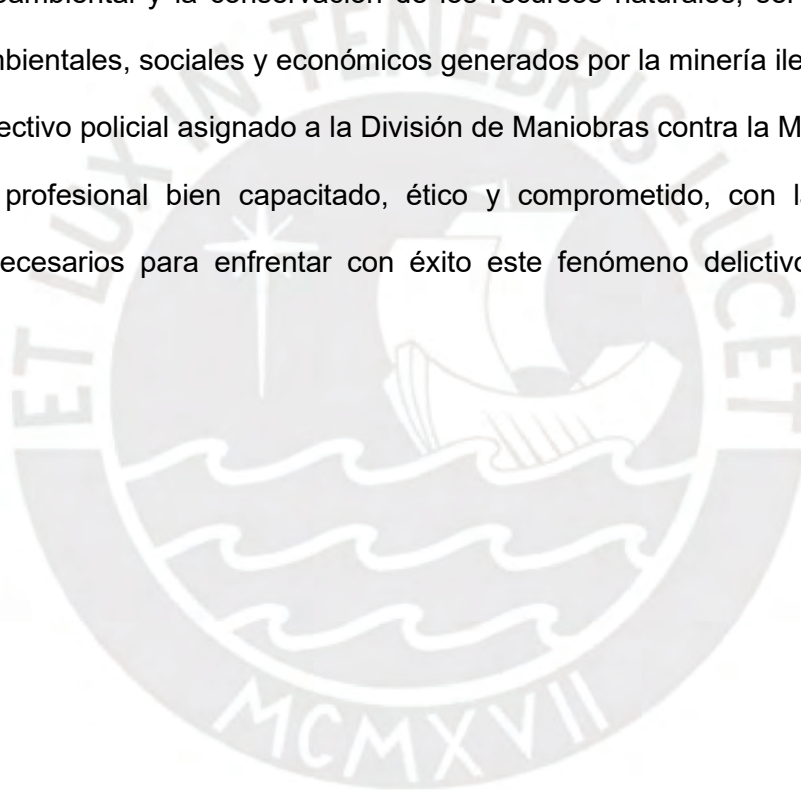 ambiental y la conservación de los recursos naturales, ser
bientales, sociales y económicos generados por la minería ile
ectivo policial asignado a la División de Maniobras contra la M
profesional bien capacitado, ético y comprometido, con l
ecesarios para enfrentar con éxito este fenómeno delictivo
ET LUX IN TENEBRIS LUCET
MCMXVII